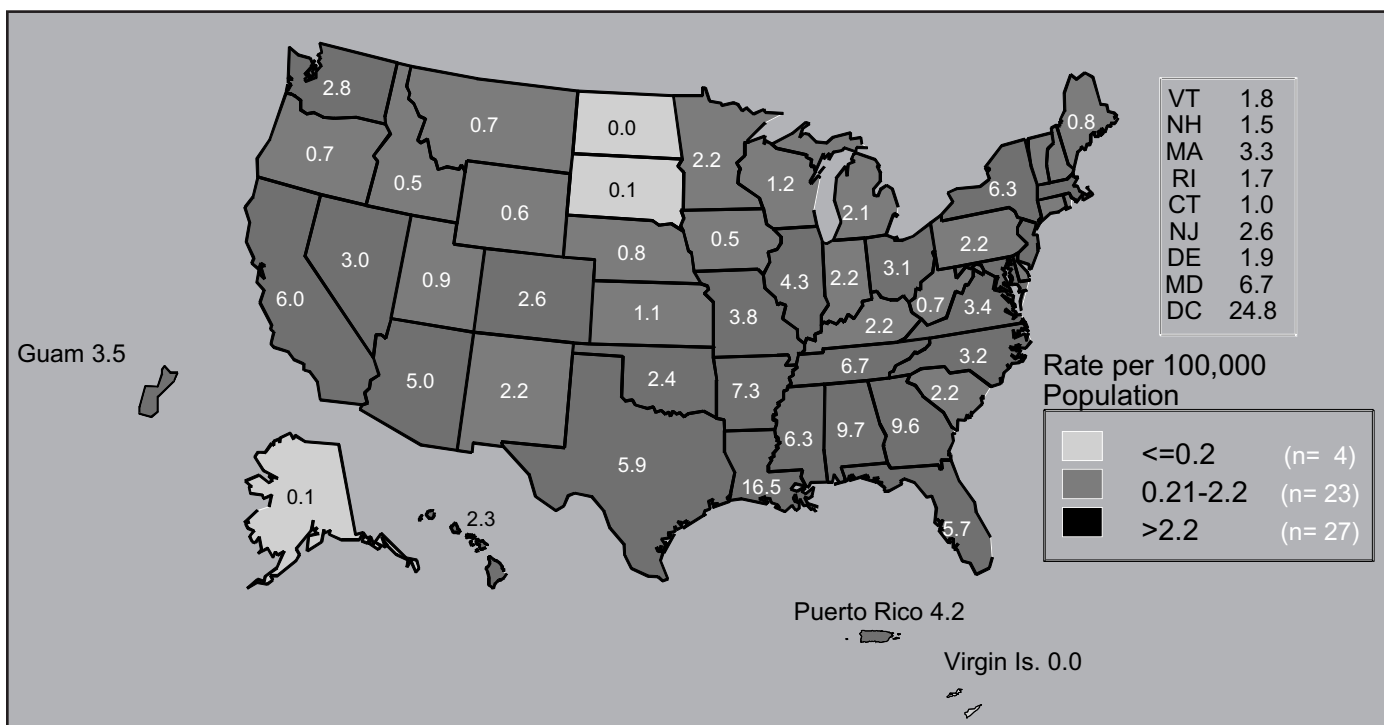 2.8
0.7
0.0
0.7
0.5
0.1
0.6
2.2
1.2
2.1
6.3
0.8
3.0
0.9
0.8
0.5
2.2
6.0
2.6
1.1
3.8
4.3
2.2
3.1
0.7
3.4
2.2
5.0
2.2
2.4
7.3
6.7
3.2
2.2
5.9
16.5
6.3
9.7
9.6
5.7
0.1
2.3
VT 1.8
NH 1.5
MA 3.3
RI 1.7
CT 1.0
NJ 2.6
DE 1.9
MD 6.7
DC 24.8
Guam 3.5
Rate per 100,000
Population
<=0.2 (n= 4)
0.21-2.2 (n= 23)
>2.2 (n= 27)
Puerto Rico 4.2
Virgin Is. 0.0